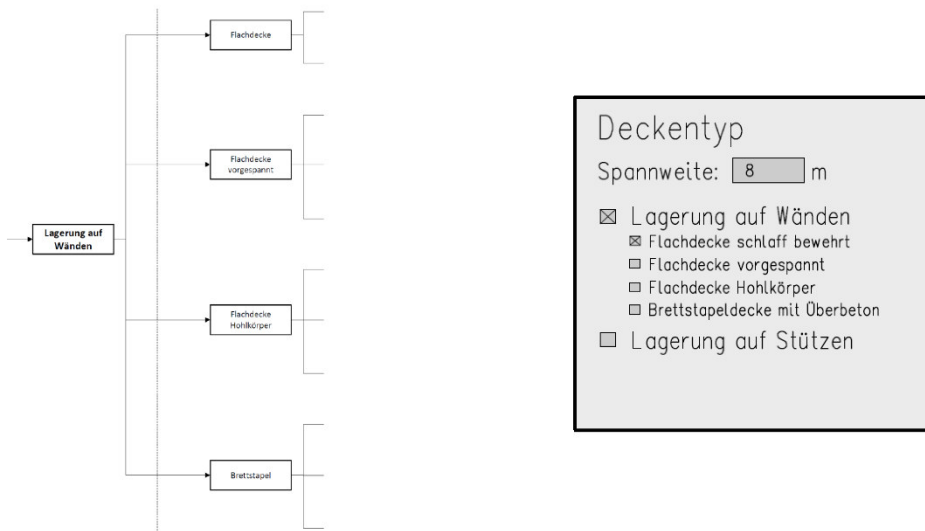 Flachdecke
Flachdecke
vorgespannt
Lagerung auf
Wänden
Flachdecke
Hohlkörper
Brettstapel
Deckentyp
Spannweite: 8 m
Lagerung auf Wänden
Flachdecke schlaff bewehrt
Flachdecke vorgespannt
Flachdecke Hohlkörper
Brettstapeldecke mit Überbeton
Lagerung auf Stützen